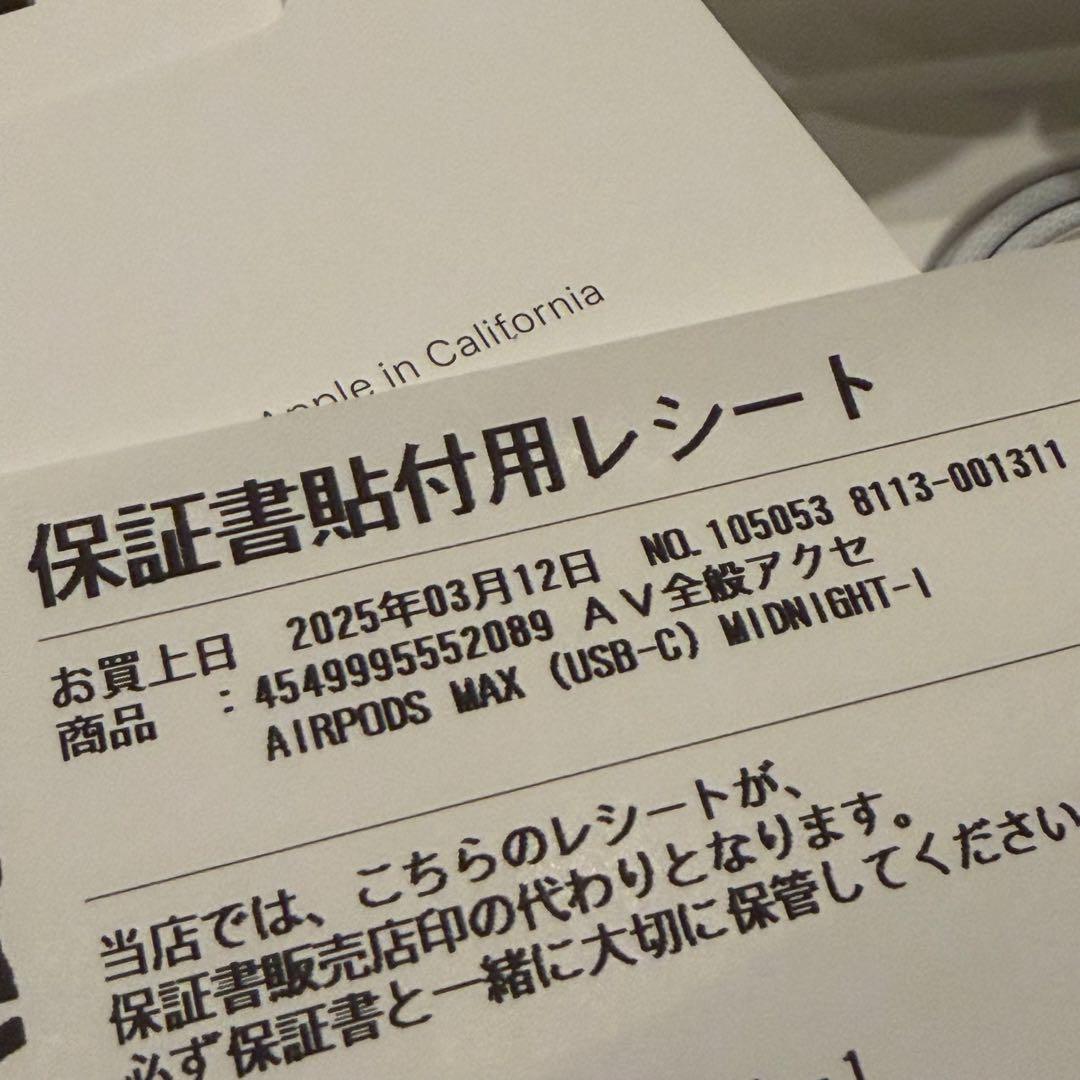 Apple in California
保証書貼付用レシート
お買上日 2025年03月12日 NO.105053 8113-001311
商品 : 4549995552089 AV全般アクセ
AIRPODS MAX (USB-C) MIDNIGHT-I
当店では、こちらのレシートが、
保証書販売店印の代わりとなります。
必ず保証書と一緒に大切に保管してください